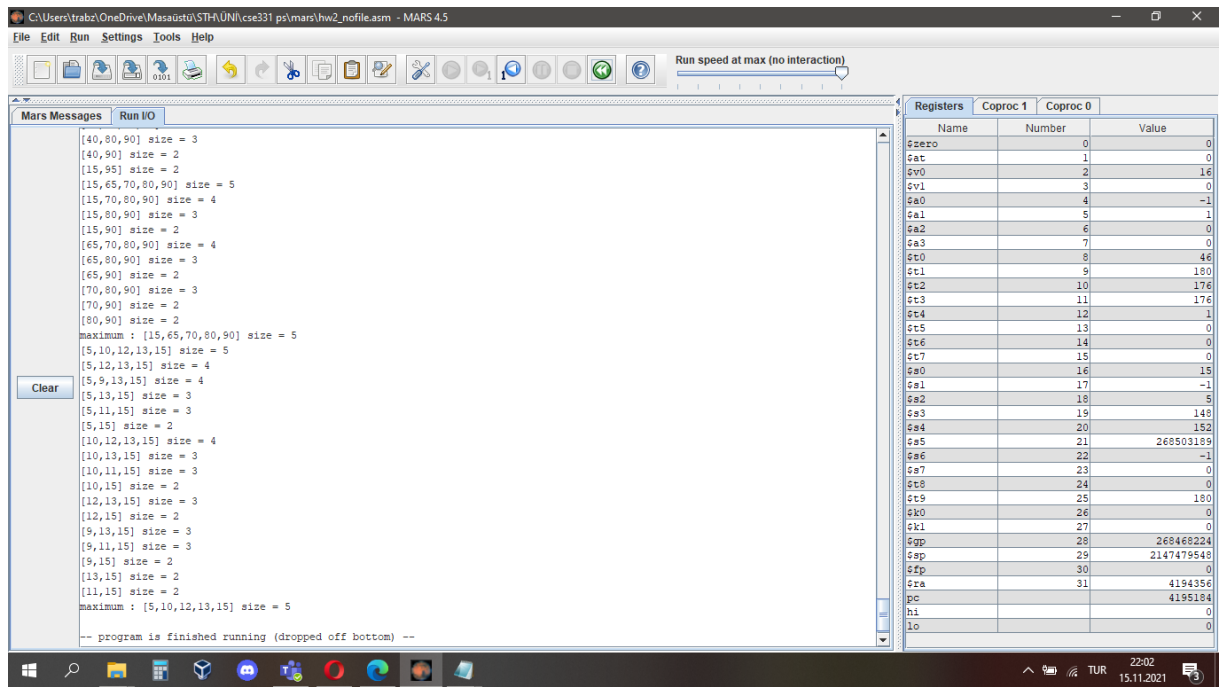 C:\Users\trabz\OneDrive\Masaüstü\STH\ÜNİ\cse331 ps\mars\hw2_nofile.asm - MARS 4.5
File Edit Run Settings Tools Help
Run speed at max (no interaction)
Mars Messages Run I/O
[40,80,90] size = 3
[40,90] size = 2
[15,95] size = 2
[15,65,70,80,90] size = 5
[15,70,80,90] size = 4
[15,80,90] size = 3
[15,90] size = 2
[65,70,80,90] size = 4
[65,80,90] size = 3
[65,90] size = 2
[70,80,90] size = 3
[70,90] size = 2
[80,90] size = 2
maximum : [15,65,70,80,90] size = 5
[5,10,12,13,15] size = 5
[5,12,13,15] size = 4
[5,9,13,15] size = 4
[5,13,15] size = 3
[5,11,15] size = 3
[5,15] size = 2
[10,12,13,15] size = 4
[10,13,15] size = 3
[10,11,15] size = 3
[10,15] size = 2
[12,13,15] size = 3
[12,15] size = 2
[9,13,15] size = 3
[9,11,15] size = 3
[9,15] size = 2
[13,15] size = 2
[11,15] size = 2
maximum : [5,10,12,13,15] size = 5
-- program is finished running (dropped off bottom) --
Clear
Registers Coproc 1 Coproc 0
Name Number Value
$zero 0 0
$at 1 0
$v0 2 16
$v1 3 0
$a0 4 -1
$a1 5 1
$a2 6 0
$a3 7 0
$t0 8 46
$t1 9 180
$t2 10 176
$t3 11 176
$t4 12 1
$t5 13 0
$t6 14 0
$t7 15 0
$s0 16 15
$s1 17 -1
$s2 18 5
$s3 19 148
$s4 20 152
$s5 21 268503189
$s6 22 -1
$s7 23 0
$t8 24 0
$t9 25 180
$k0 26 0
$k1 27 0
$gp 28 268468224
$sp 29 2147479548
$fp 30 0
$ra 31 4194356
pc 4195184
hi 0
lo 0
TUR
22:02
15.11.2021
3